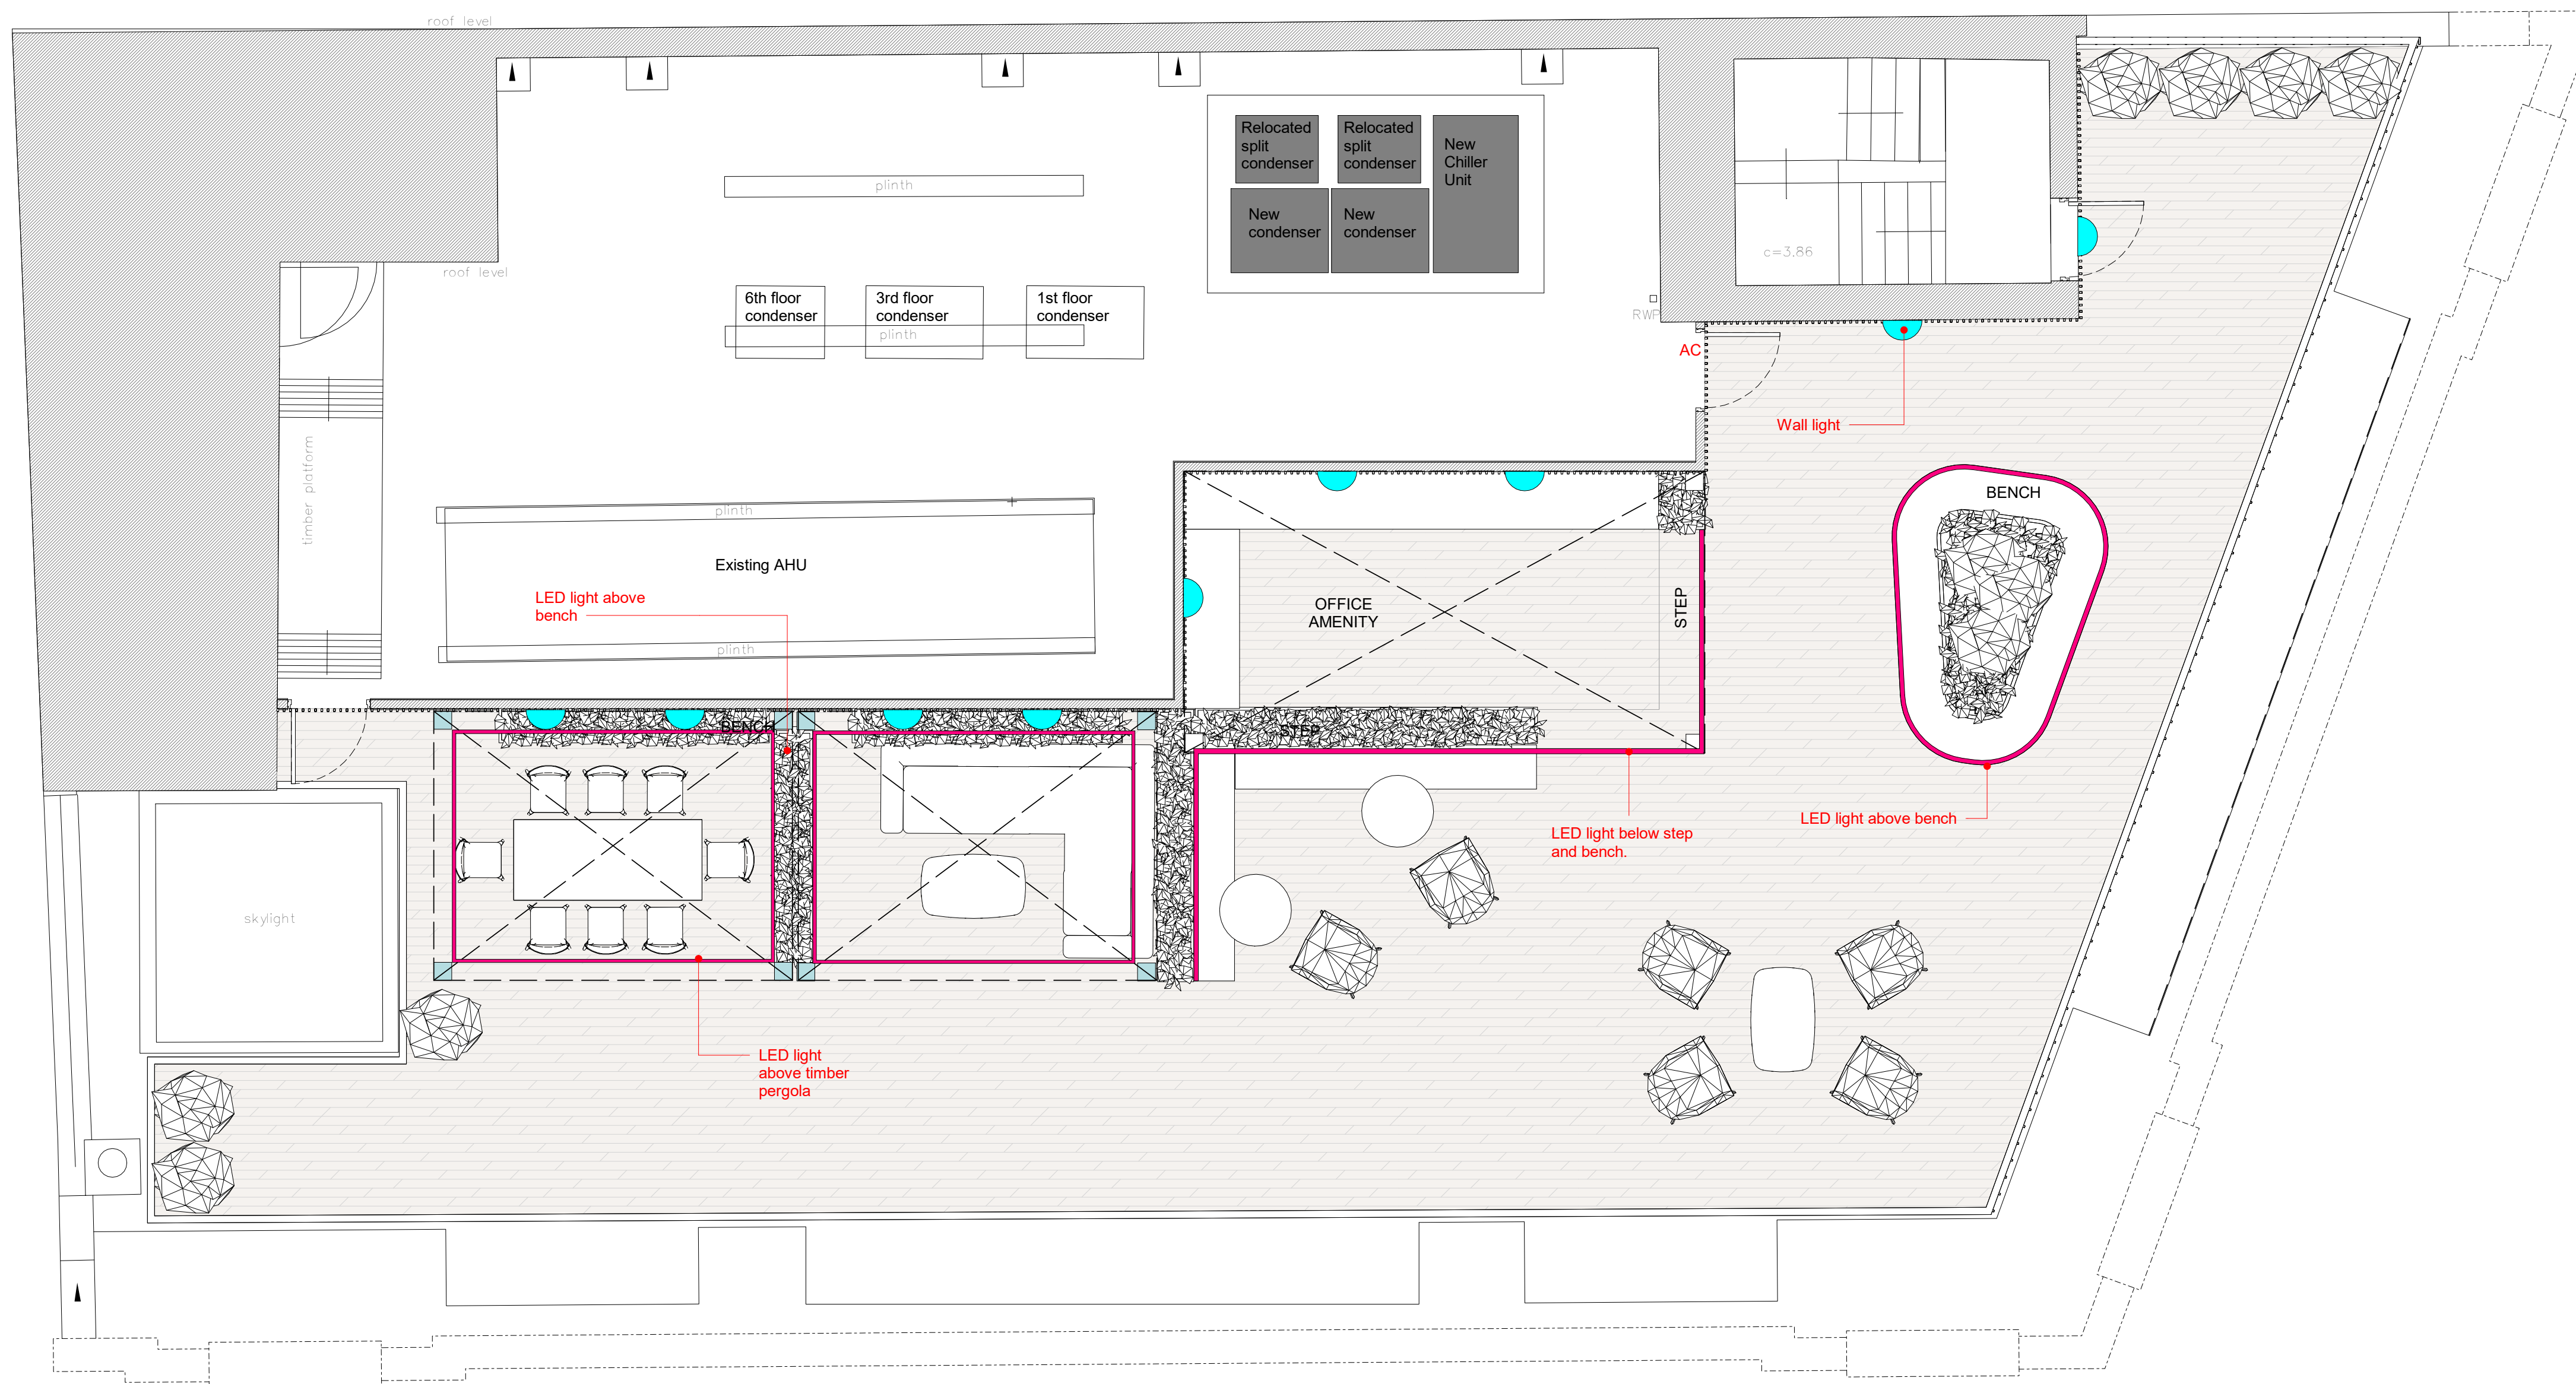 roof level
Relocated
split
condenser
Relocated
split
condenser
New
Chiller
Unit
plinth
New
condenser
New
condenser
c=3.86
roof level
6th floor
condenser
3rd floor
condenser
1st floor
condenser
plinth
RWP
AC
Wall light
timber platform
BENCH
plinth
Existing AHU
LED light above
bench
OFFICE
AMENITY
STEP
plinth
BENCH
STEP
LED light above bench
LED light below step
and bench.
skylight
LED light
above timber
pergola